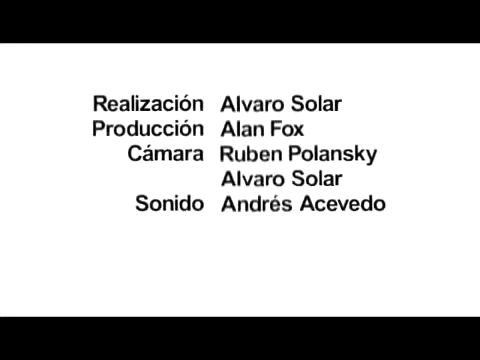 Realización Alvaro Solar
Producción Alan Fox
Cámara Ruben Polansky
Alvaro Solar
Sonido Andrés Acevedo